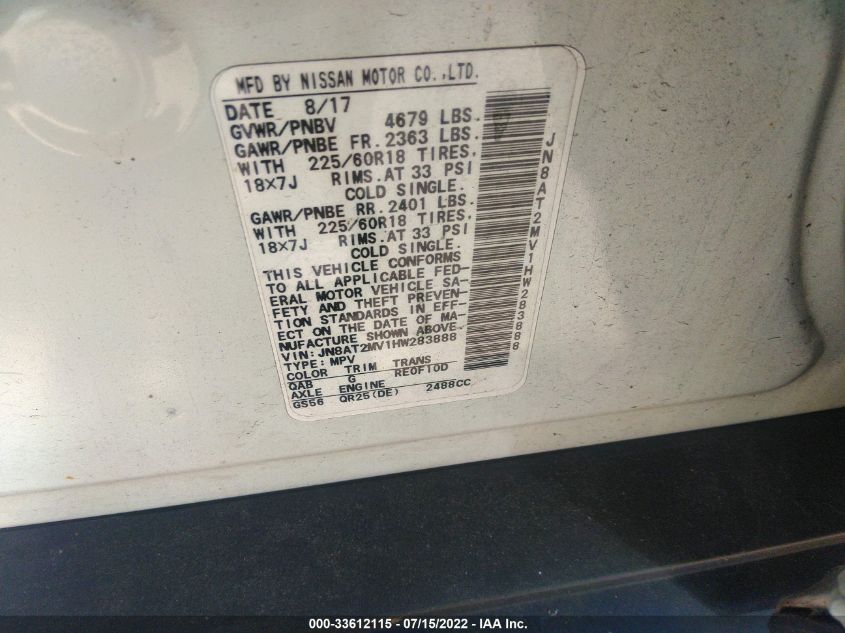 MFD BY NISSAN MOTOR CO.,LTD.
DATE 8/17
GVWR/PNBV 4679 LBS.
GAWR/PNBE FR. 2363 LBS.
WITH 225/60R18 TIRES,
18X7J RIMS.AT 33 PSI
COLD SINGLE.
GAWR/PNBE RR. 2401 LBS.
WITH 225/60R18 TIRES,
18X7J RIMS.AT 33 PSI
COLD SINGLE.
THIS VEHICLE CONFORMS
TO ALL APPLICABLE FED-
ERAL MOTOR VEHICLE SA-
FETY AND THEFT PREVEN-
TION STANDARDS IN EFF-
ECT ON THE DATE OF MA-
NUFACTURE SHOWN ABOVE.
VIN: JN8AT2MV1HW283888
TYPE: MPV
COLOR TRIM TRANS
QAB G RE0F10D
AXLE ENGINE
GS56 QR25(DE) 2488CC
JN8AT2MV1HW283888
000-33612115 - 07/15/2022 - IAA Inc.